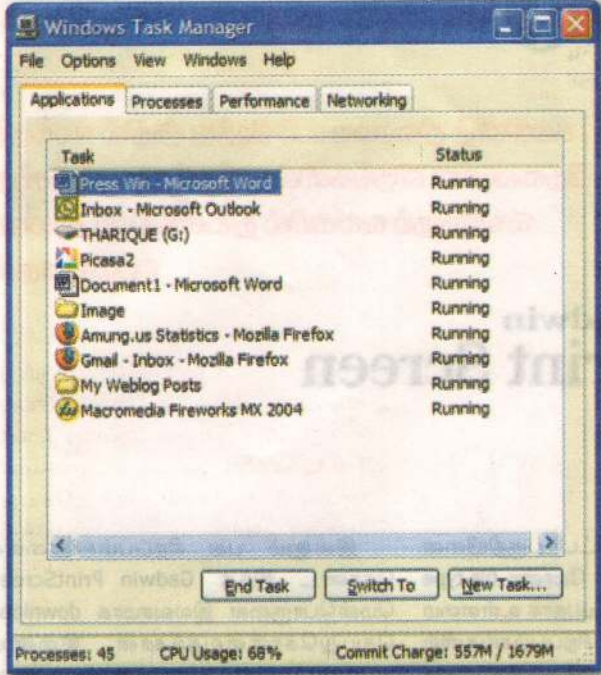 Windows Task Manager
File Options View Windows Help
Applications Processes Performance Networking
Task Status
Press Win - Microsoft Word Running
Inbox - Microsoft Outlook Running
THARIQUE (G:) Running
Picasa2 Running
Document1 - Microsoft Word Running
Image Running
Amung.us Statistics - Mozilla Firefox Running
Gmail - Inbox - Mozilla Firefox Running
My Weblog Posts Running
Macromedia Fireworks MX 2004 Running
End Task Switch To New Task...
Processes: 45 CPU Usage: 68% Commit Charge: 557M / 1679M